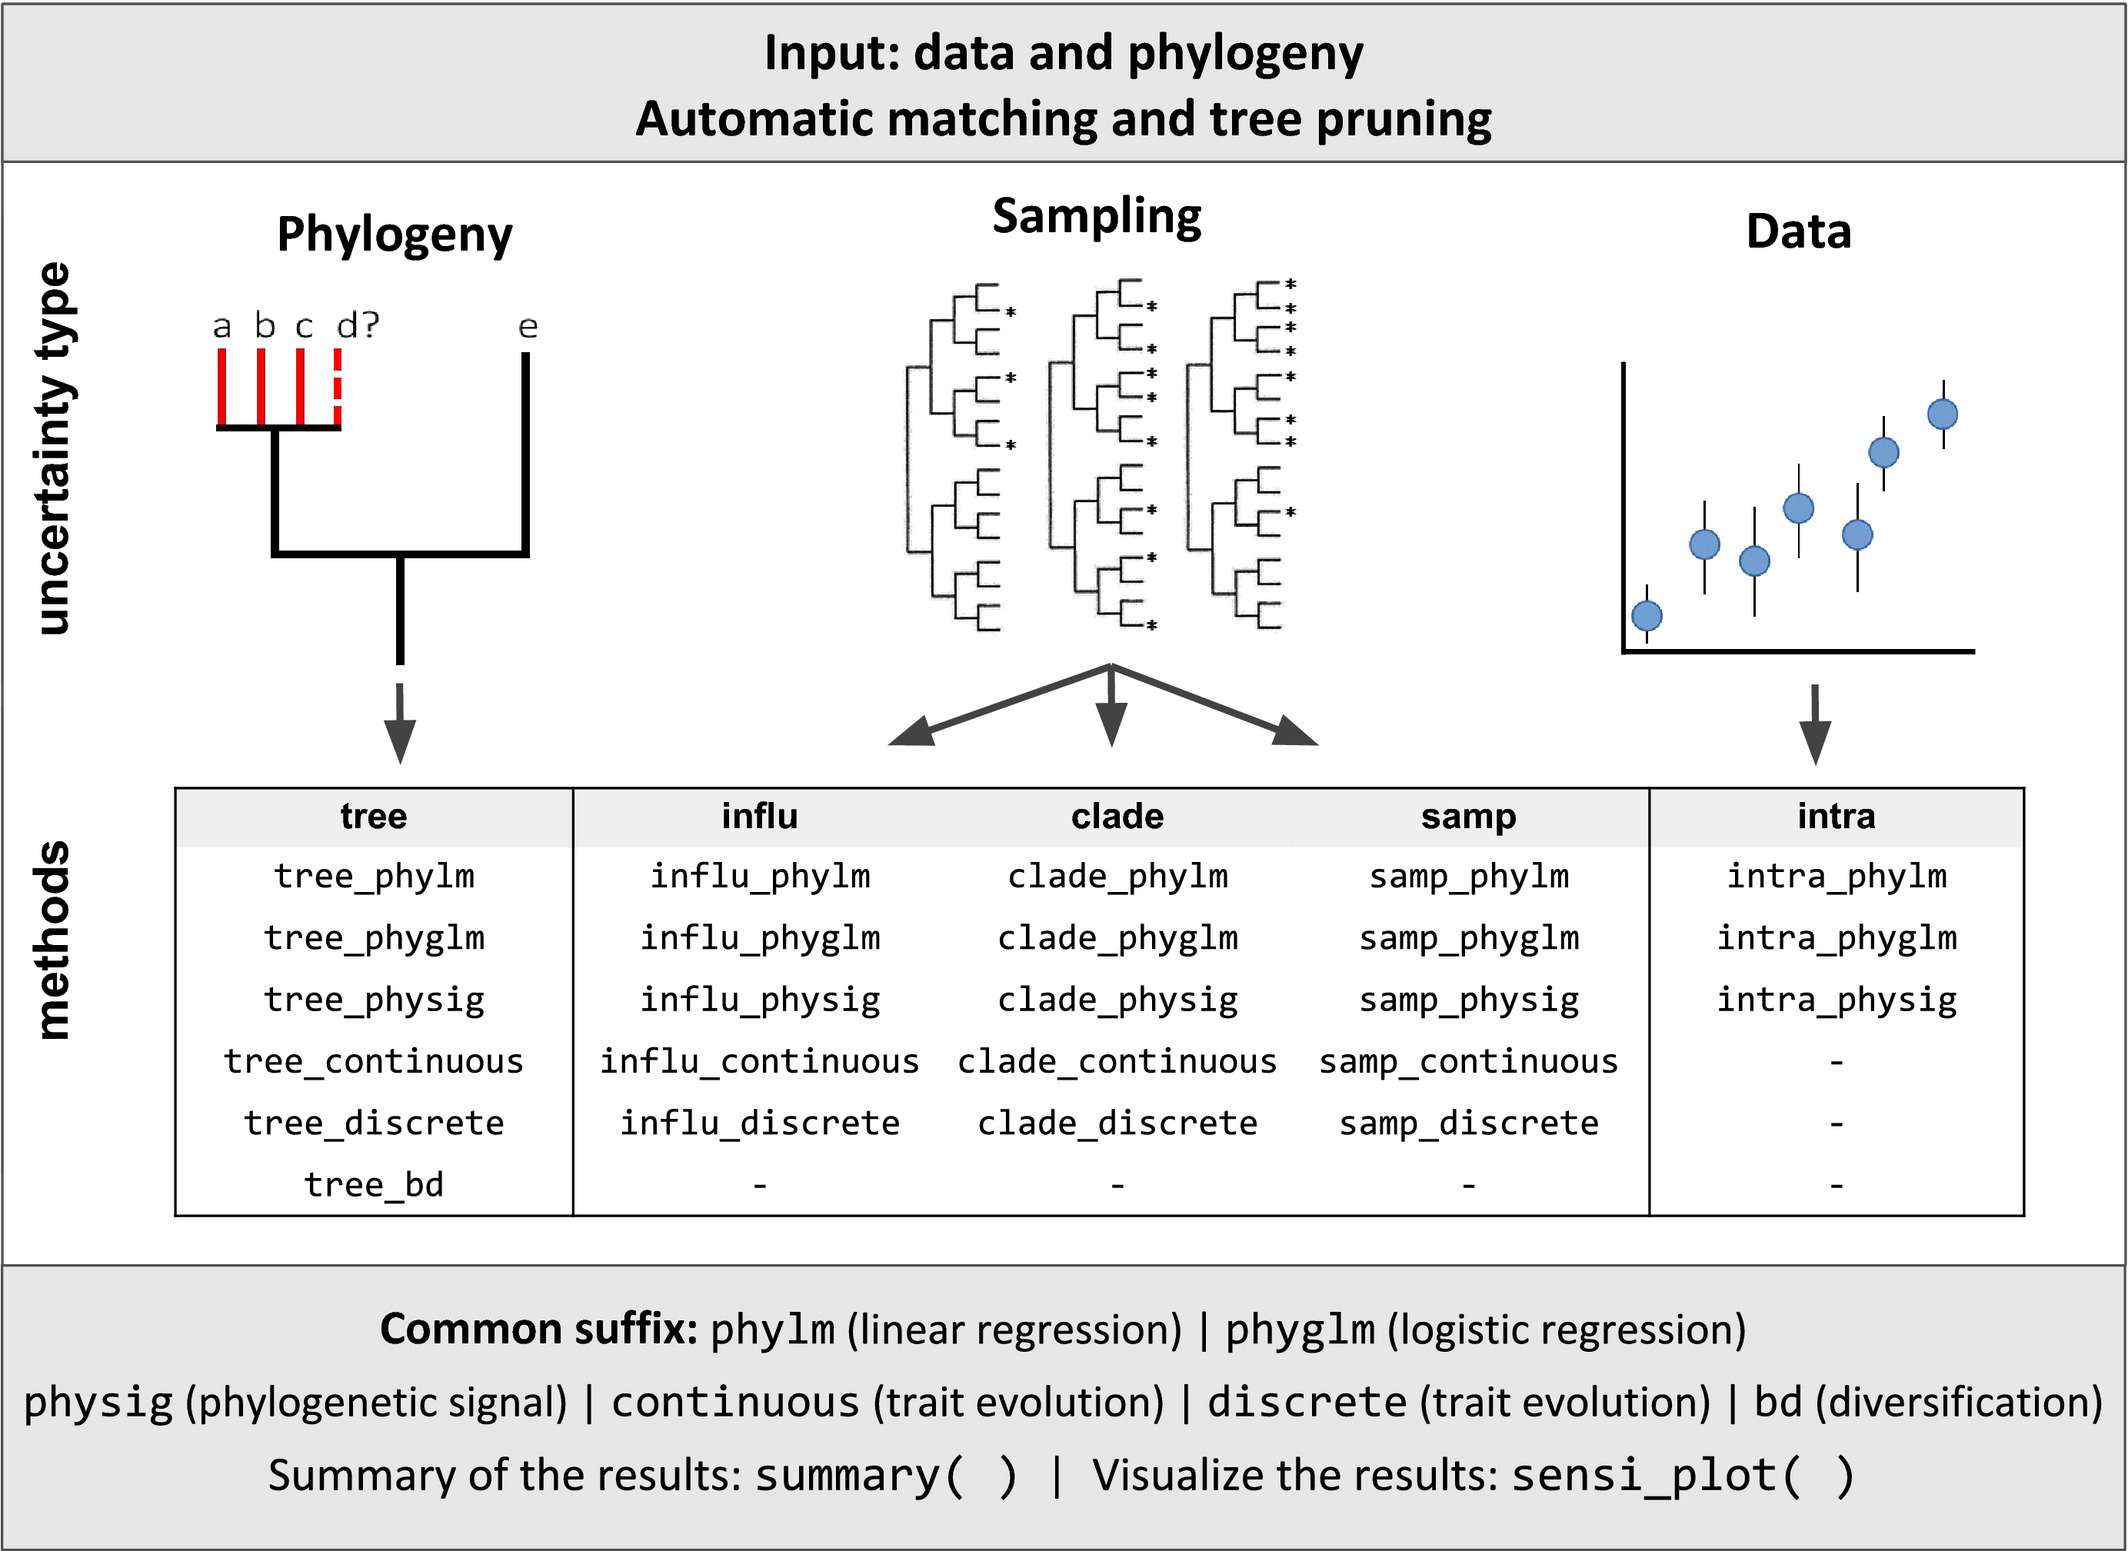 Input: data and phylogeny
Automatic matching and tree pruning
uncertainty type
Phylogeny
Sampling
Data
a b c d? e
* * *
* * * * * * * *
* * * * * * * *
methods
tree influ clade samp intra
tree_phylm influ_phylm clade_phylm samp_phylm intra_phylm
tree_phyglm influ_phyglm clade_phyglm samp_phyglm intra_phyglm
tree_physig influ_physig clade_physig samp_physig intra_physig
tree_continuous influ_continuous clade_continuous samp_continuous -
tree_discrete influ_discrete clade_discrete samp_discrete -
tree_bd - - - -
Common suffix: phylm (linear regression) | phyglm (logistic regression)
physig (phylogenetic signal) | continuous (trait evolution) | discrete (trait evolution) | bd (diversification)
Summary of the results: summary( ) | Visualize the results: sensi_plot( )